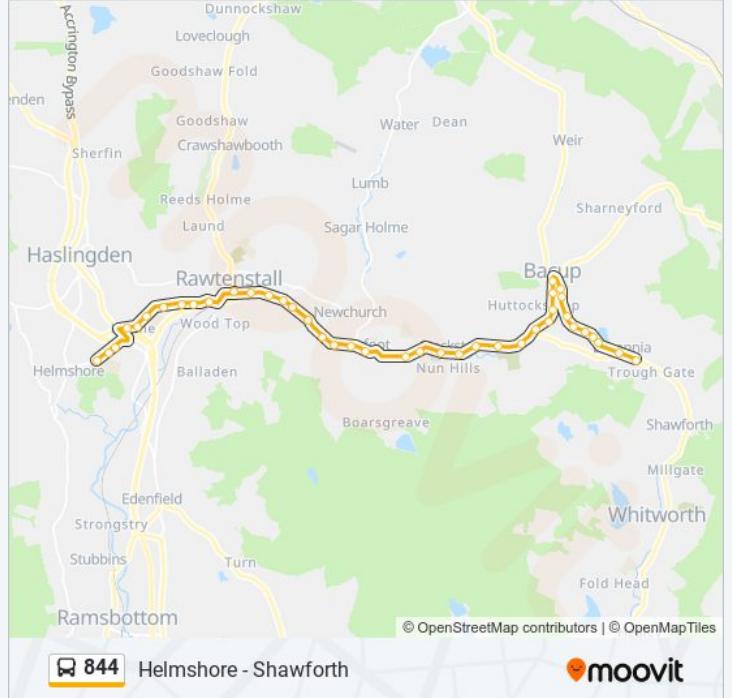 Dunnockshaw
Accrington Bypass
Loveclough
Goodshaw Fold
enden
Goodshaw
Water
Dean
Crawshawbooth
Weir
Sherfin
Lumb
Reeds Holme
Sharneyford
Laund
Sagar Holme
Haslingden
Rawtenstall
Bacup
Newchurch
Wood Top
Helmshore
Balladen
Nun Hills
Trough Gate
Boarsgreave
Shawforth
Millgate
Edenfield
Whitworth
Strongstry
Stubbins
Turn
Fold Head
Ramsbottom
© OpenStreetMap contributors | © OpenMapTiles
844 Helmshore - Shawforth
moovit